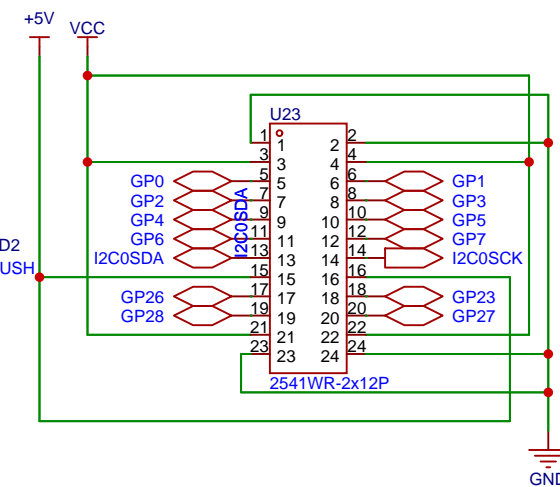 +5V
VCC
U23
1 1 2 2
3 3 4 4
GP0 5 5 6 6 GP1
GP2 7 7 8 8 GP3
GP4 9 9 10 10 GP5
GP6 11 11 12 12 GP7
I2C0SDA 13 13 14 14 I2C0SCK
I2C0SDA
D2
USH
15 15 16 16
GP26 17 17 18 18 GP23
GP28 19 19 20 20 GP27
21 21 22 22
23 23 24 24
2541WR-2x12P
GND